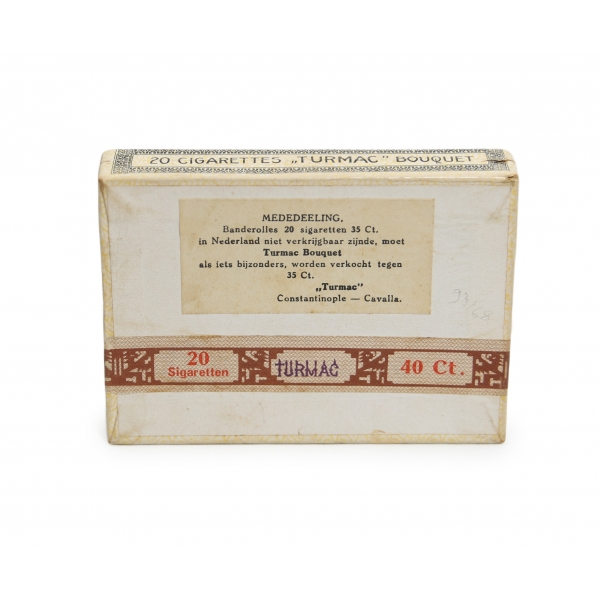 20 CIGARETTES „TURMAC" BOUQUET
MEDEDEELING.
Banderolles 20 sigaretten 35 Ct.
in Nederland niet verkrijgbaar zijnde, moet
Turmac Bouquet
als iets bijzonders, worden verkocht tegen
35 Ct.
„Turmac"
Constantinople — Cavalla.
20
Sigaretten
TURMAC
40 Ct.